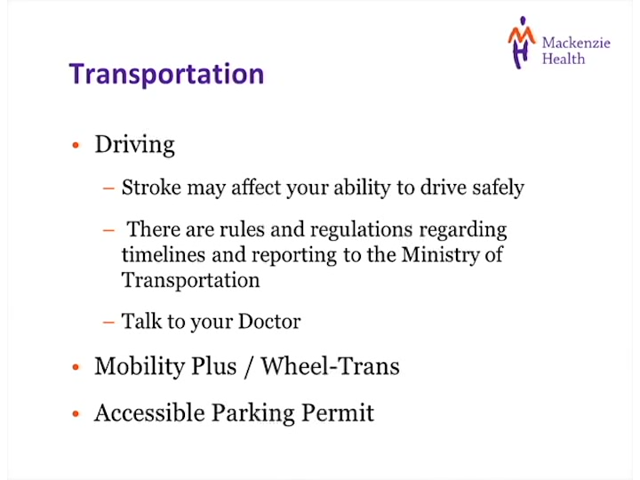 Mackenzie
Health
Transportation
• Driving
– Stroke may affect your ability to drive safely
– There are rules and regulations regarding
timelines and reporting to the Ministry of
Transportation
– Talk to your Doctor
• Mobility Plus / Wheel-Trans
• Accessible Parking Permit